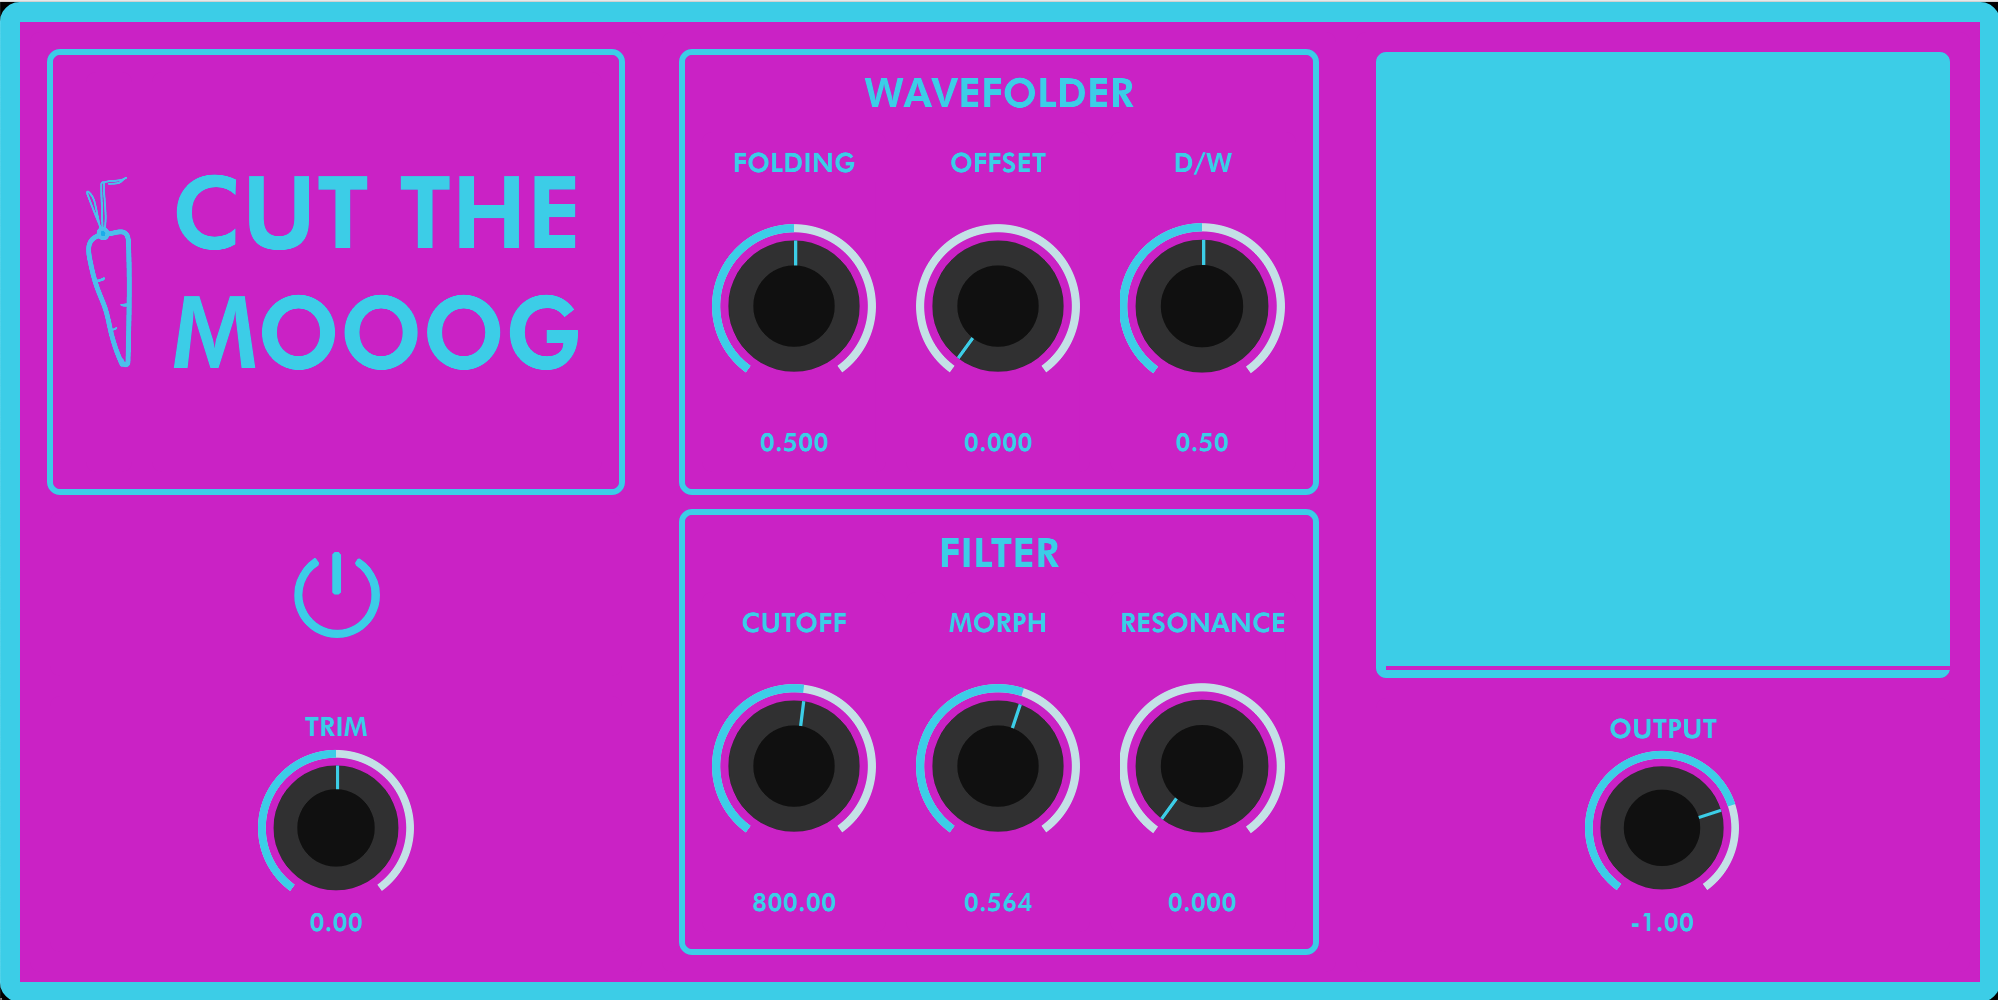 CUT THE
MOOOG
WAVEFOLDER
FOLDING OFFSET D/W
0.500 0.000 0.50
FILTER
CUTOFF MORPH RESONANCE
800.00 0.564 0.000
TRIM
0.00
OUTPUT
-1.00